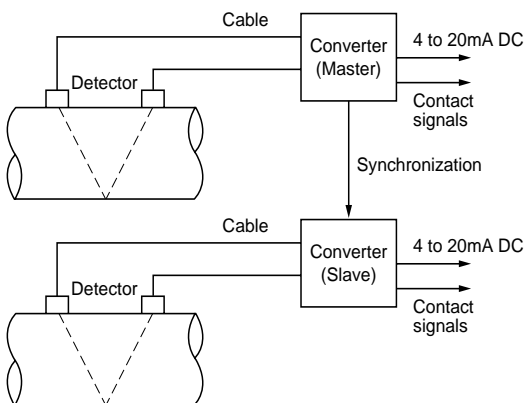 Cable
Converter
(Master)
4 to 20mA DC
Detector
Contact
signals
Synchronization
Cable
Converter
(Slave)
4 to 20mA DC
Detector
Contact
signals